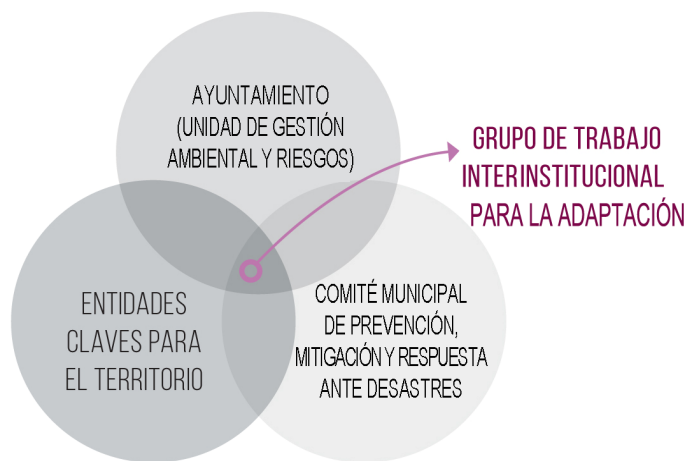 AYUNTAMIENTO
(UNIDAD DE GESTIÓN
AMBIENTAL Y RIESGOS)
GRUPO DE TRABAJO
INTERINSTITUCIONAL
PARA LA ADAPTACIÓN
ENTIDADES
CLAVES PARA
EL TERRITORIO
COMITÉ MUNICIPAL
DE PREVENCIÓN,
MITIGACIÓN Y RESPUESTA
ANTE DESASTRES